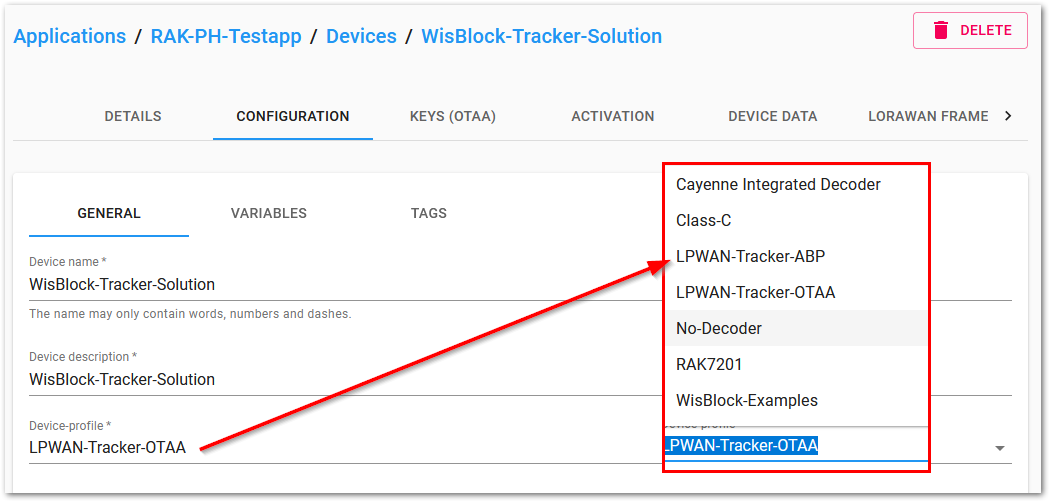 Applications / RAK-PH-Testapp / Devices / WisBlock-Tracker-Solution
DELETE
DETAILS CONFIGURATION KEYS (OTAA) ACTIVATION DEVICE DATA LORAWAN FRAME
GENERAL VARIABLES TAGS
Device name *
WisBlock-Tracker-Solution
The name may only contain words, numbers and dashes.
Device description *
WisBlock-Tracker-Solution
Device-profile *
LPWAN-Tracker-OTAA
Cayenne Integrated Decoder
Class-C
LPWAN-Tracker-ABP
LPWAN-Tracker-OTAA
No-Decoder
RAK7201
WisBlock-Examples
LPWAN-Tracker-OTAA